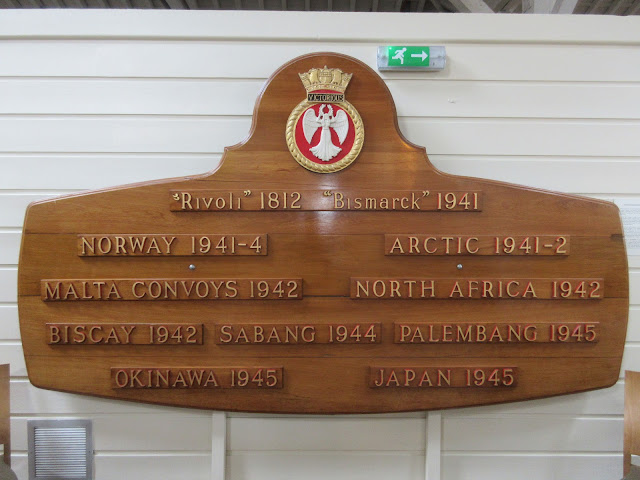 VICTORIOUS
"Rivoli" 1812 "Bismarck" 1941
NORWAY 1941-4 ARCTIC 1941-2
MALTA CONVOYS 1942 NORTH AFRICA 1942
BISCAY 1942 SABANG 1944 PALEMBANG 1945
OKINAWA 1945 JAPAN 1945